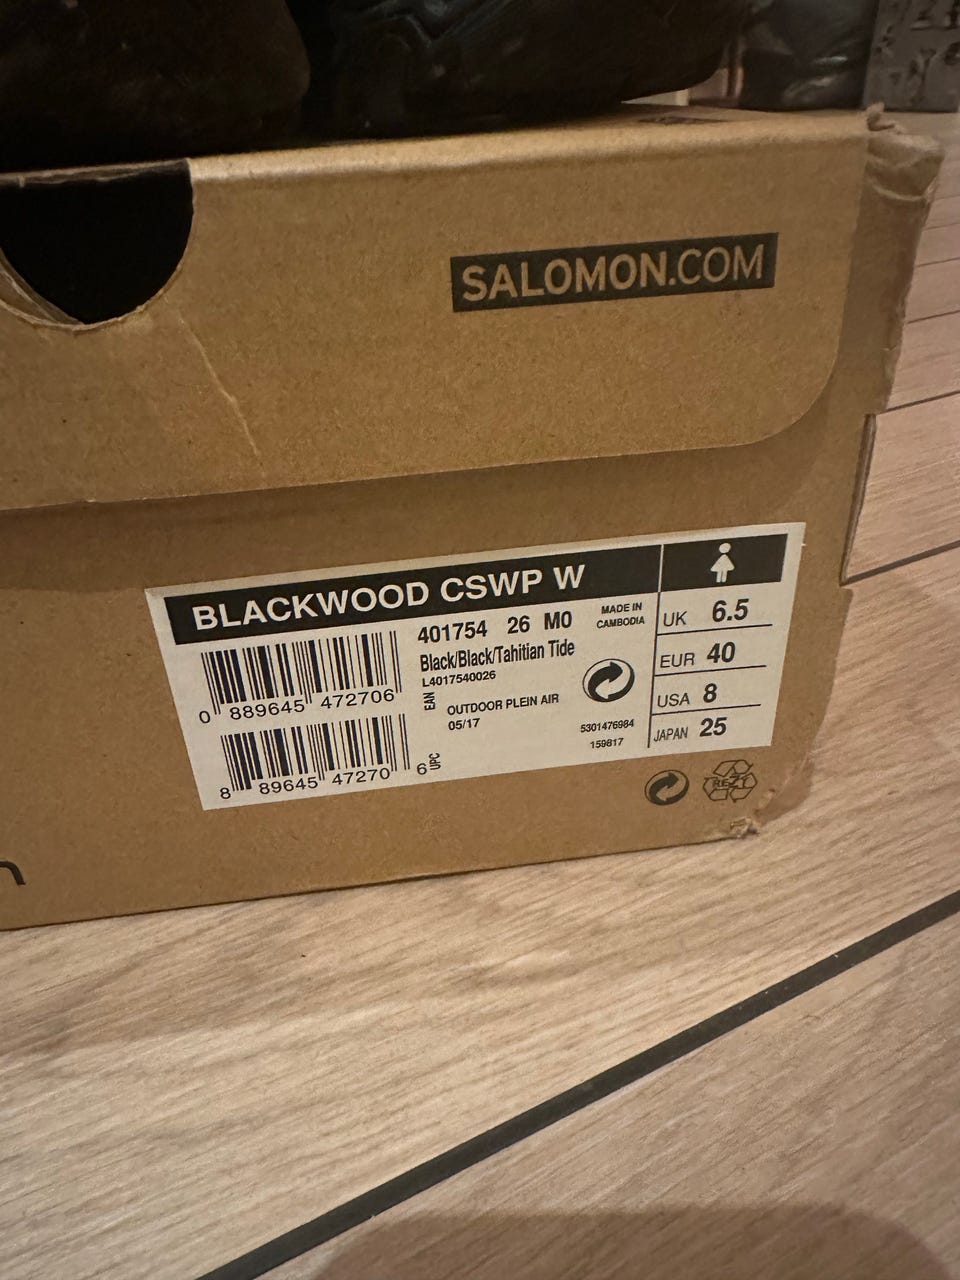 SALOMON.COM
BLACKWOOD CSWP W
401754 26 M0
MADE IN
CAMBODIA
Black/Black/Tahitian Tide
L4017540026
0 889645 472706
EAN
OUTDOOR PLEIN AIR
05/17
5301476984
159817
8 89645 47270 6
UPC
UK 6.5
EUR 40
USA 8
JAPAN 25
REZY